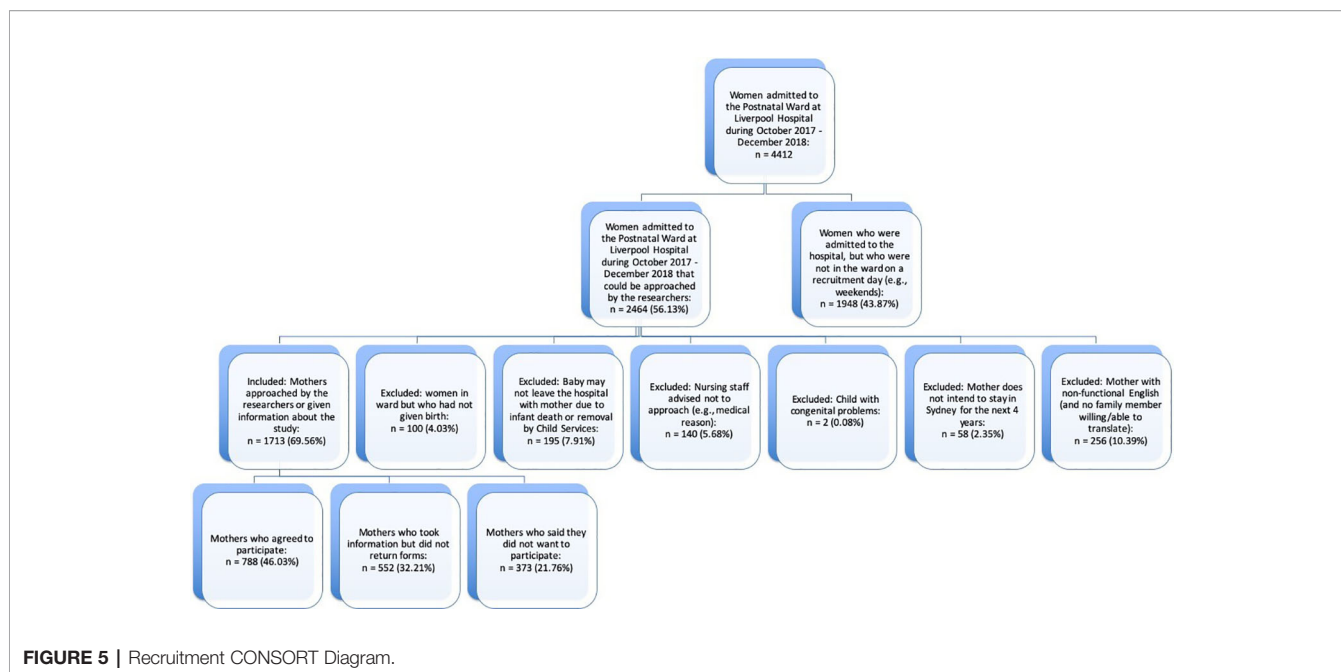 Women admitted to
the Postnatal Ward at
Liverpool Hospital
during October 2017 -
December 2018:
n = 4412
Women admitted to
the Postnatal Ward at
Liverpool Hospital
during October 2017 -
December 2018 that
could be approached
by the researchers:
n = 2464 (56.13%)
Women who were
admitted to the
hospital, but who were
not in the ward on a
recruitment day (e.g.,
weekends):
n = 1948 (43.87%)
Included: Mothers
approached by the
researchers or given
information about the
study:
n = 1713 (69.56%)
Excluded: women in
ward but who had not
given birth:
n = 100 (4.03%)
Excluded: Baby may
not leave the hospital
with mother due to
infant death or removal
by Child Services:
n = 195 (7.91%)
Excluded: Nursing staff
advised not to
approach (e.g., medical
reason):
n = 140 (5.68%)
Excluded: Child with
congenital problems:
n = 2 (0.08%)
Excluded: Mother does
not intend to stay in
Sydney for the next 4
years:
n = 58 (2.35%)
Excluded: Mother with
non-functional English
(and no family member
willing/able to
translate):
n = 256 (10.39%)
Mothers who agreed to
participate:
n = 788 (46.03%)
Mothers who took
information but did not
return forms:
n = 552 (32.21%)
Mothers who said they
did not want to
participate:
n = 373 (21.76%)
FIGURE 5 | Recruitment CONSORT Diagram.